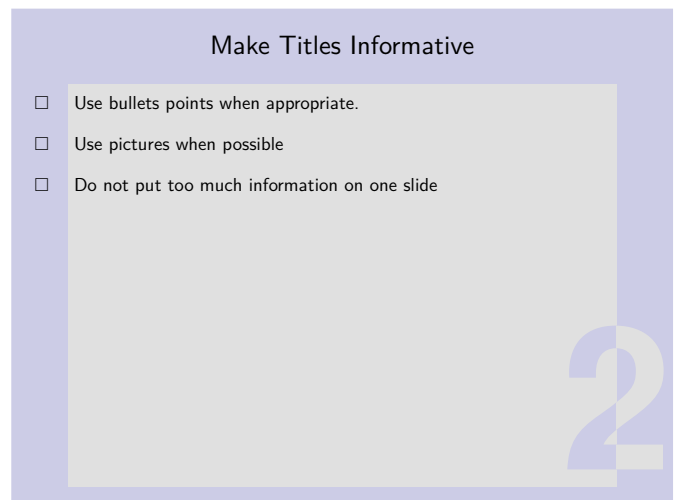 Make Titles Informative
Use bullets points when appropriate.
Use pictures when possible
Do not put too much information on one slide
2